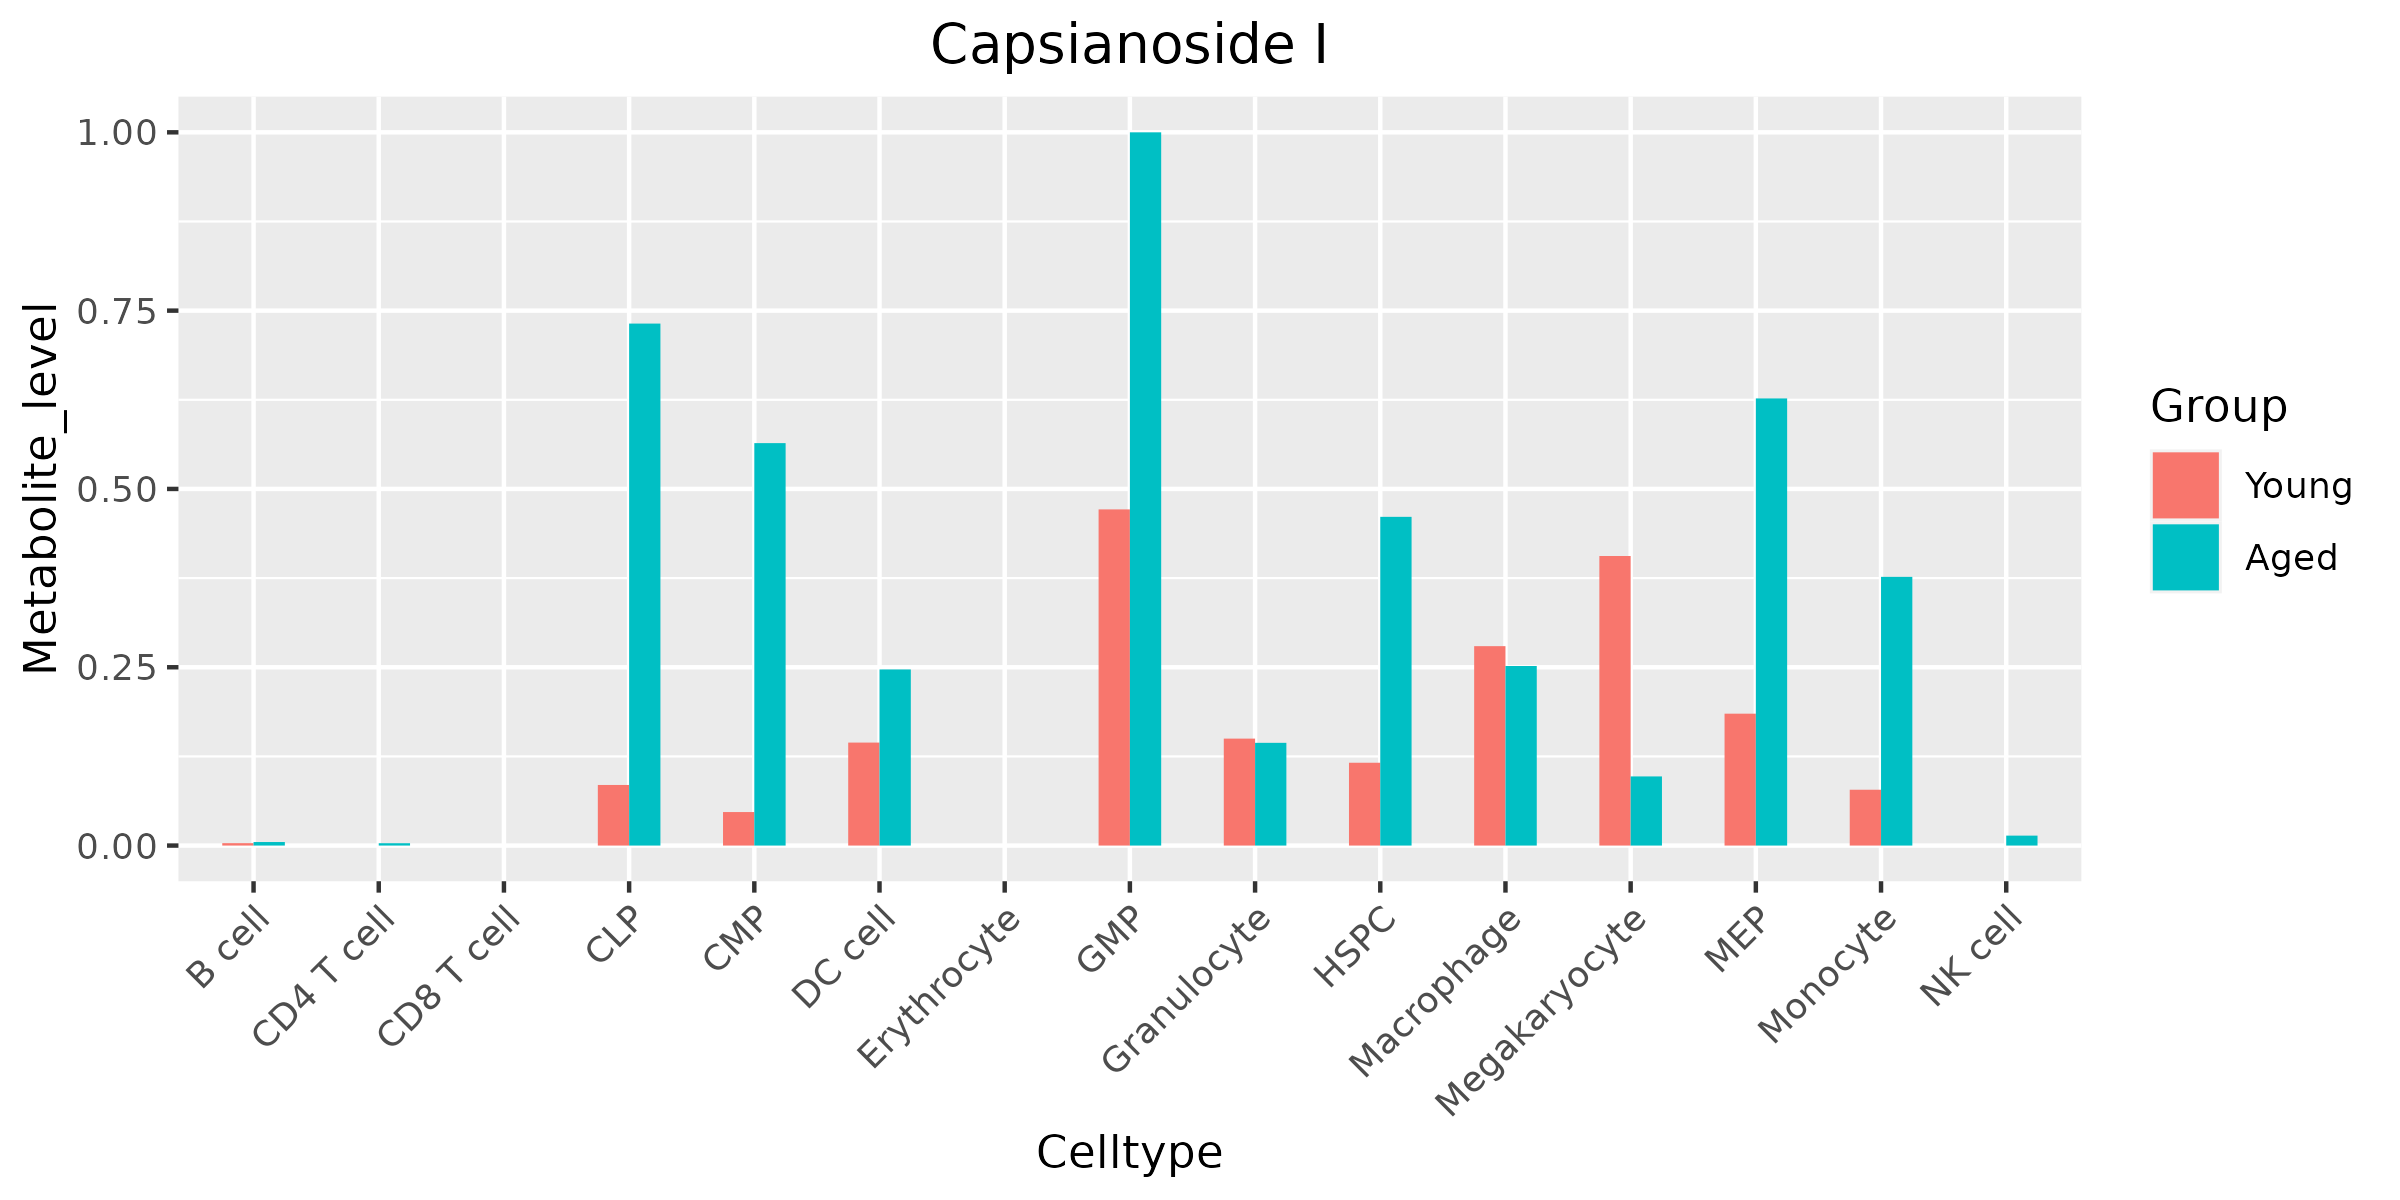 Capsianoside I
Metabolite_level
1.00
0.75
0.50
0.25
0.00
B cell
CD4 T cell
CD8 T cell
CLP
CMP
DC cell
Erythrocyte
GMP
Granulocyte
HSPC
Macrophage
Megakaryocyte
MEP
Monocyte
NK cell
Celltype
Group
Young
Aged